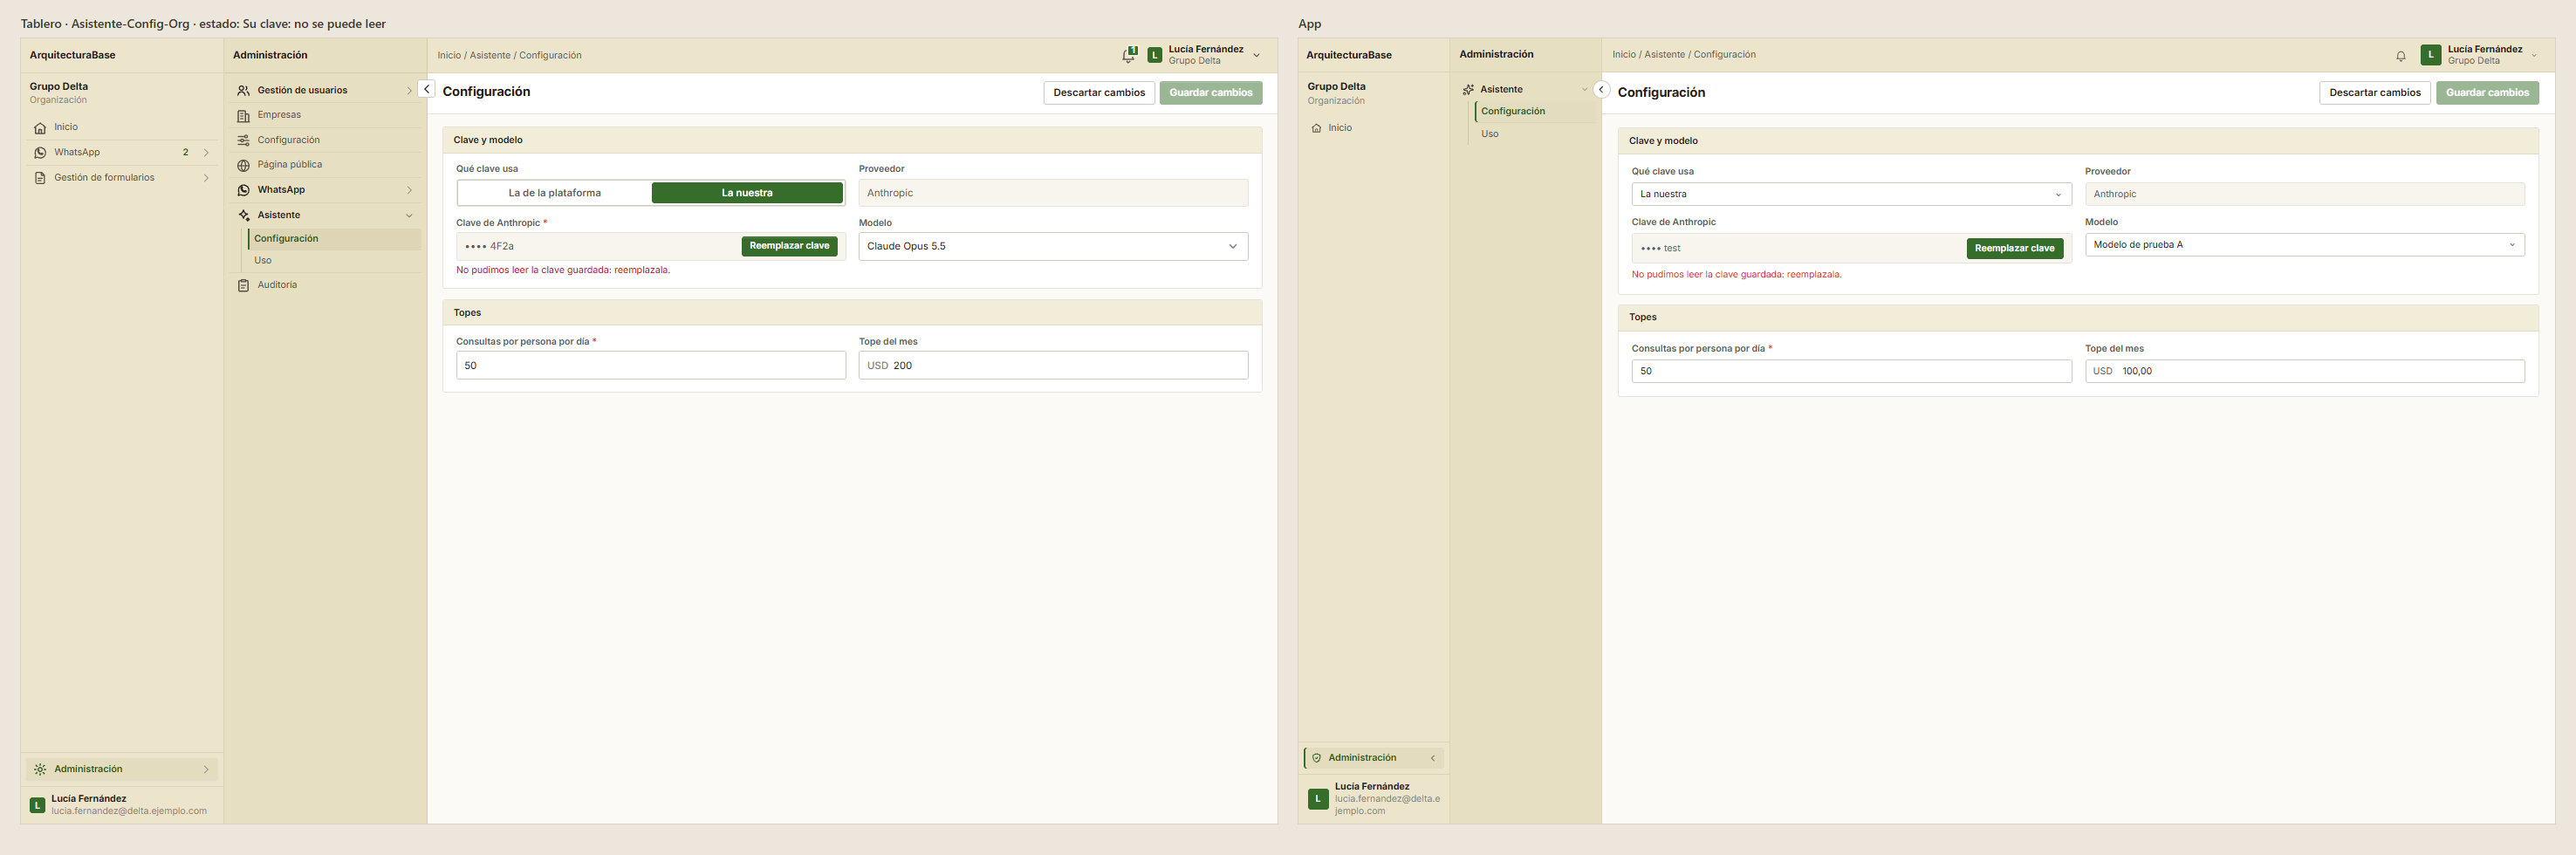 Tablero · Asistente-Config-Org · estado: Su clave: no se puede leer
ArquitecturaBase
Administración
Inicio / Asistente / Configuración
1
L
Lucía Fernández
Grupo Delta
Grupo Delta
Organización
Inicio
WhatsApp 2
Gestión de formularios
Gestión de usuarios
Empresas
Configuración
Página pública
WhatsApp
Asistente
Configuración
Uso
Auditoría
Configuración
Descartar cambios
Guardar cambios
Clave y modelo
Qué clave usa
La de la plataforma
La nuestra
Proveedor
Anthropic
Clave de Anthropic *
•••• 4F2a
Reemplazar clave
No pudimos leer la clave guardada: reemplazala.
Modelo
Claude Opus 5.5
Topes
Consultas por persona por día *
50
Tope del mes
USD 200
Administración
L
Lucía Fernández
lucia.fernandez@delta.ejemplo.com
App
ArquitecturaBase
Administración
Inicio / Asistente / Configuración
L
Lucía Fernández
Grupo Delta
Grupo Delta
Organización
Inicio
Asistente
Configuración
Uso
Configuración
Descartar cambios
Guardar cambios
Clave y modelo
Qué clave usa
La nuestra
Proveedor
Anthropic
Clave de Anthropic
•••• test
Reemplazar clave
No pudimos leer la clave guardada: reemplazala.
Modelo
Modelo de prueba A
Topes
Consultas por persona por día *
50
Tope del mes
USD 100,00
Administración
L
Lucía Fernández
lucia.fernandez@delta.e
jemplo.com